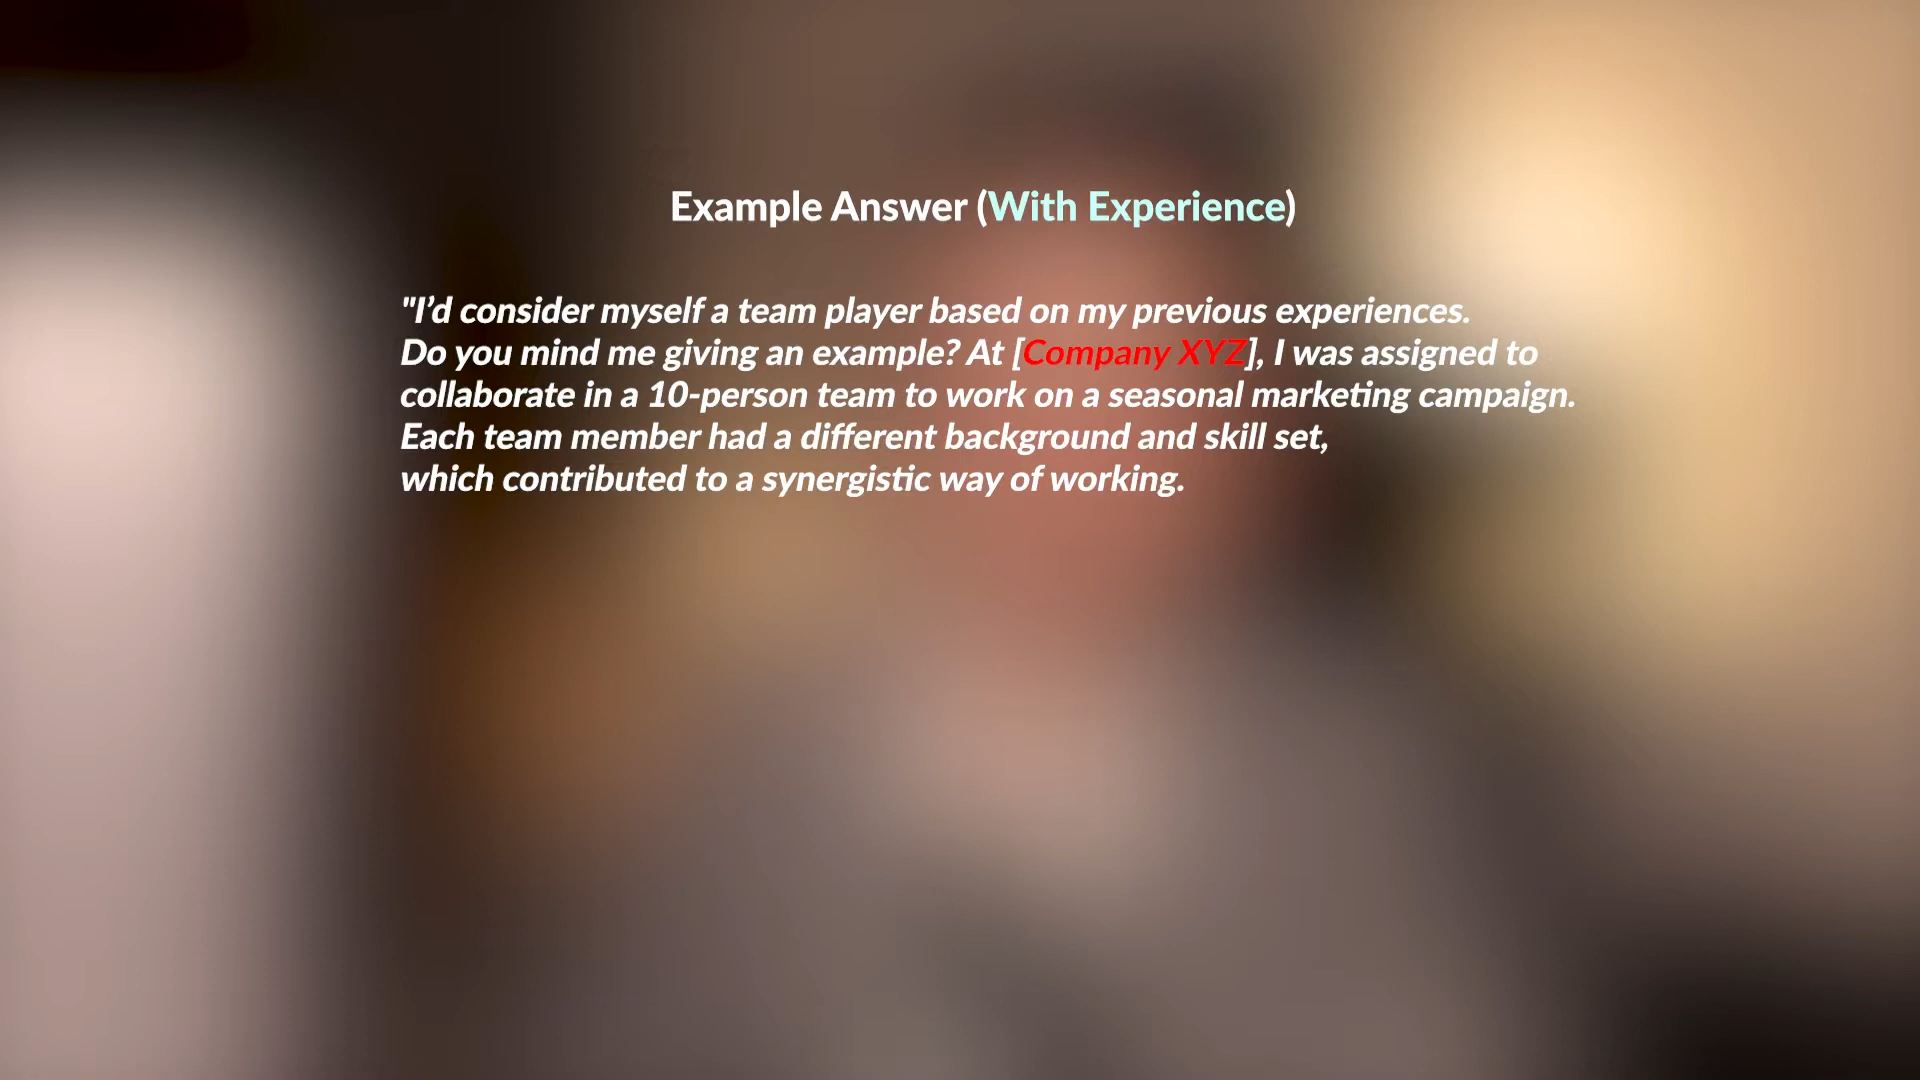 Example Answer (With Experience)
"I’d consider myself a team player based on my previous experiences.
Do you mind me giving an example? At [Company XYZ], I was assigned to
collaborate in a 10-person team to work on a seasonal marketing campaign.
Each team member had a different background and skill set,
which contributed to a synergistic way of working.